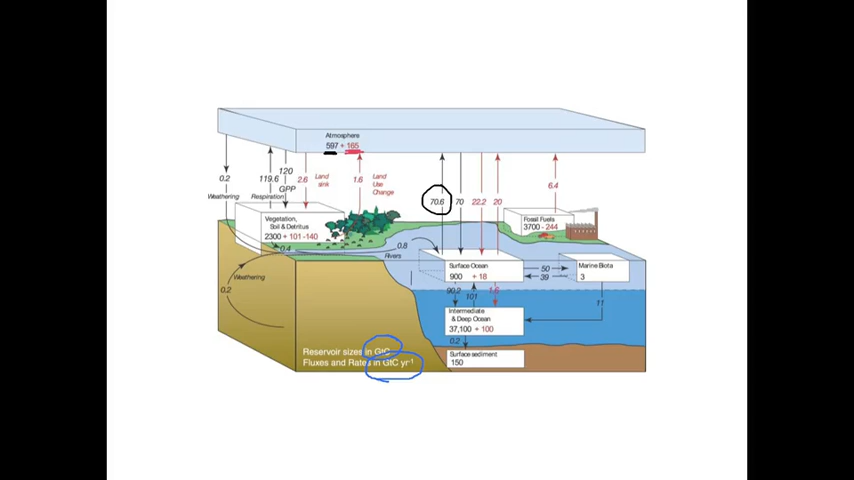 Atmosphere
597 + 165
0.2
Weathering
119.6
Respiration
120
GPP
2.6
Land
sink
1.6
Land
Use
Change
70.6
70
22.2
20
6.4
Vegetation,
Soil & Detritus
2300 + 101 -140
Fossil Fuels
3700 - 244
0.4
0.8
Rivers
Weathering
0.2
Surface Ocean
900 + 18
50
39
Marine Biota
3
90.2
101
1.6
11
Intermediate
& Deep Ocean
37,100 + 100
0.2
Surface sediment
150
Reservoir sizes in GtC
Fluxes and Rates in GtC yr⁻¹